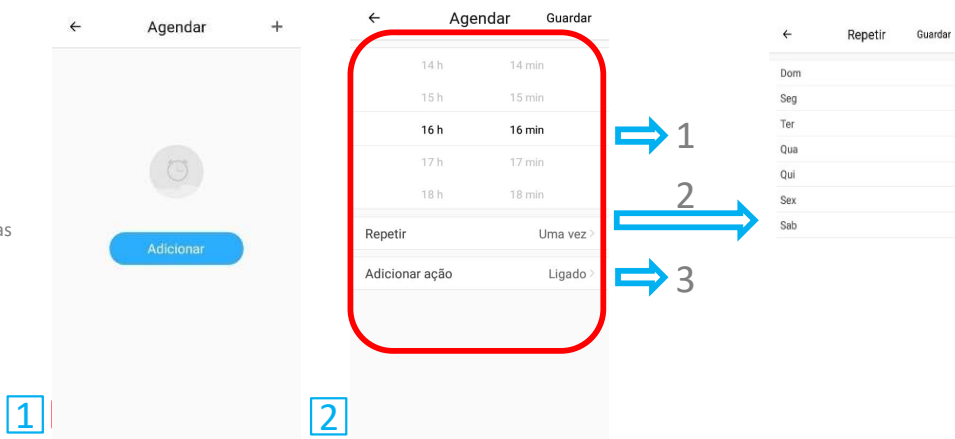 ← Agendar +
Adicionar
1
← Agendar Guardar
14 h 14 min
15 h 15 min
16 h 16 min
17 h 17 min
18 h 18 min
Repetir Uma vez >
Adicionar ação Ligado >
2
1
2
3
← Repetir Guardar
Dom
Seg
Ter
Qua
Qui
Sex
Sab